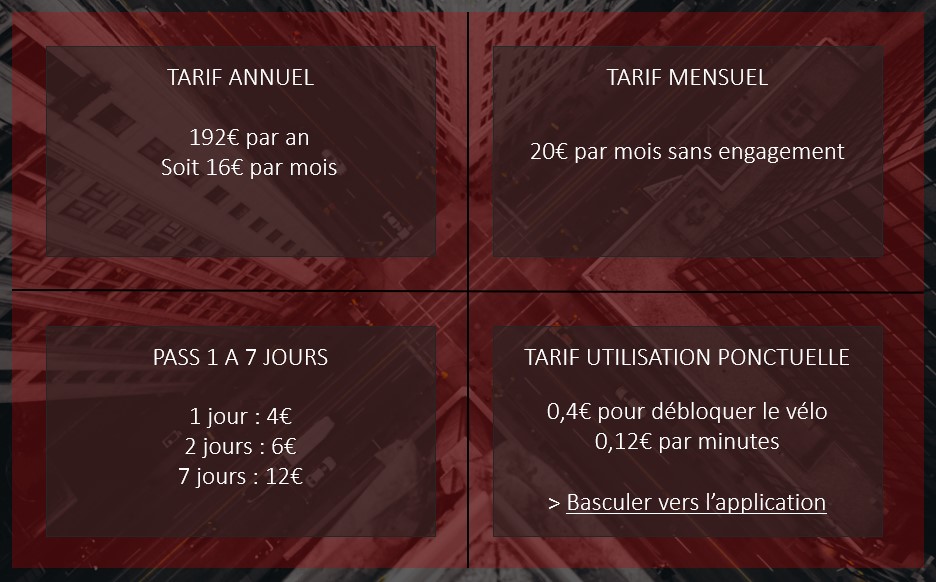 TARIF ANNUEL
192€ par an
Soit 16€ par mois
TARIF MENSUEL
20€ par mois sans engagement
PASS 1 A 7 JOURS
1 jour : 4€
2 jours : 6€
7 jours : 12€
TARIF UTILISATION PONCTUELLE
0,4€ pour débloquer le vélo
0,12€ par minutes
> Basculer vers l’application